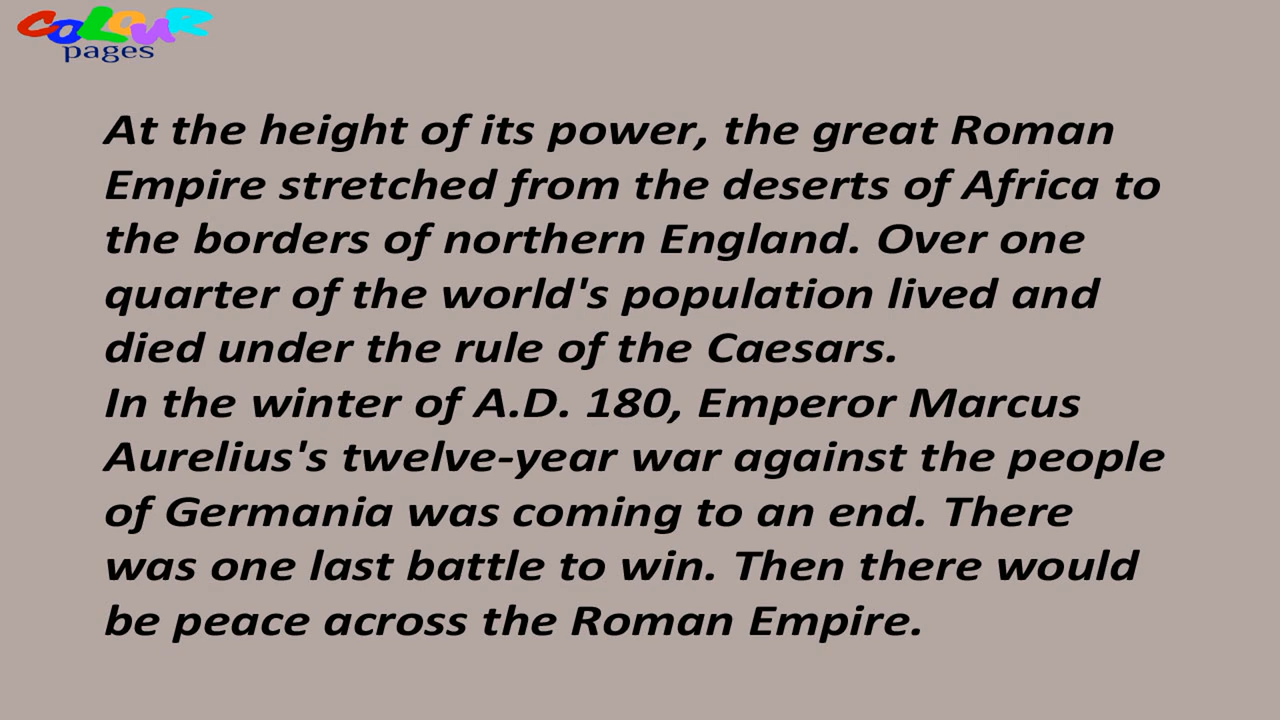 COLOUR
pages
At the height of its power, the great Roman
Empire stretched from the deserts of Africa to
the borders of northern England. Over one
quarter of the world's population lived and
died under the rule of the Caesars.
In the winter of A.D. 180, Emperor Marcus
Aurelius's twelve-year war against the people
of Germania was coming to an end. There
was one last battle to win. Then there would
be peace across the Roman Empire.